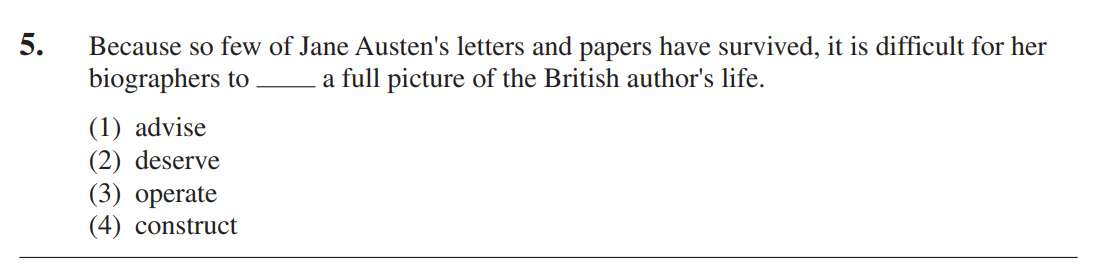 5. Because so few of Jane Austen's letters and papers have survived, it is difficult for her
biographers to ____ a full picture of the British author's life.
(1) advise
(2) deserve
(3) operate
(4) construct